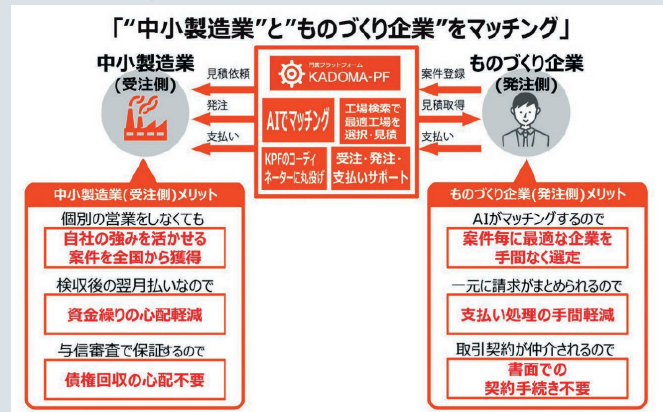 「“中小製造業”と”ものづくり企業”をマッチング」
中小製造業
(受注側)
見積依頼
発注
支払い
門真プラットフォーム
KADOMA-PF
AIでマッチング
工場検索で
最適工場を
選択・見積
KPFのコーディ
ネーターに丸投げ
受注・発注・
支払いサポート
案件登録
見積取得
支払い
ものづくり企業
(発注側)
中小製造業(受注側)メリット
個別の営業をしなくても
自社の強みを活かせる
案件を全国から獲得
検収後の翌月払いなので
資金繰りの心配軽減
与信審査で保証するので
債権回収の心配不要
ものづくり企業(発注側)メリット
AIがマッチングするので
案件毎に最適な企業を
手間なく選定
一元に請求がまとめられるので
支払い処理の手間軽減
取引契約が仲介されるので
書面での
契約手続き不要